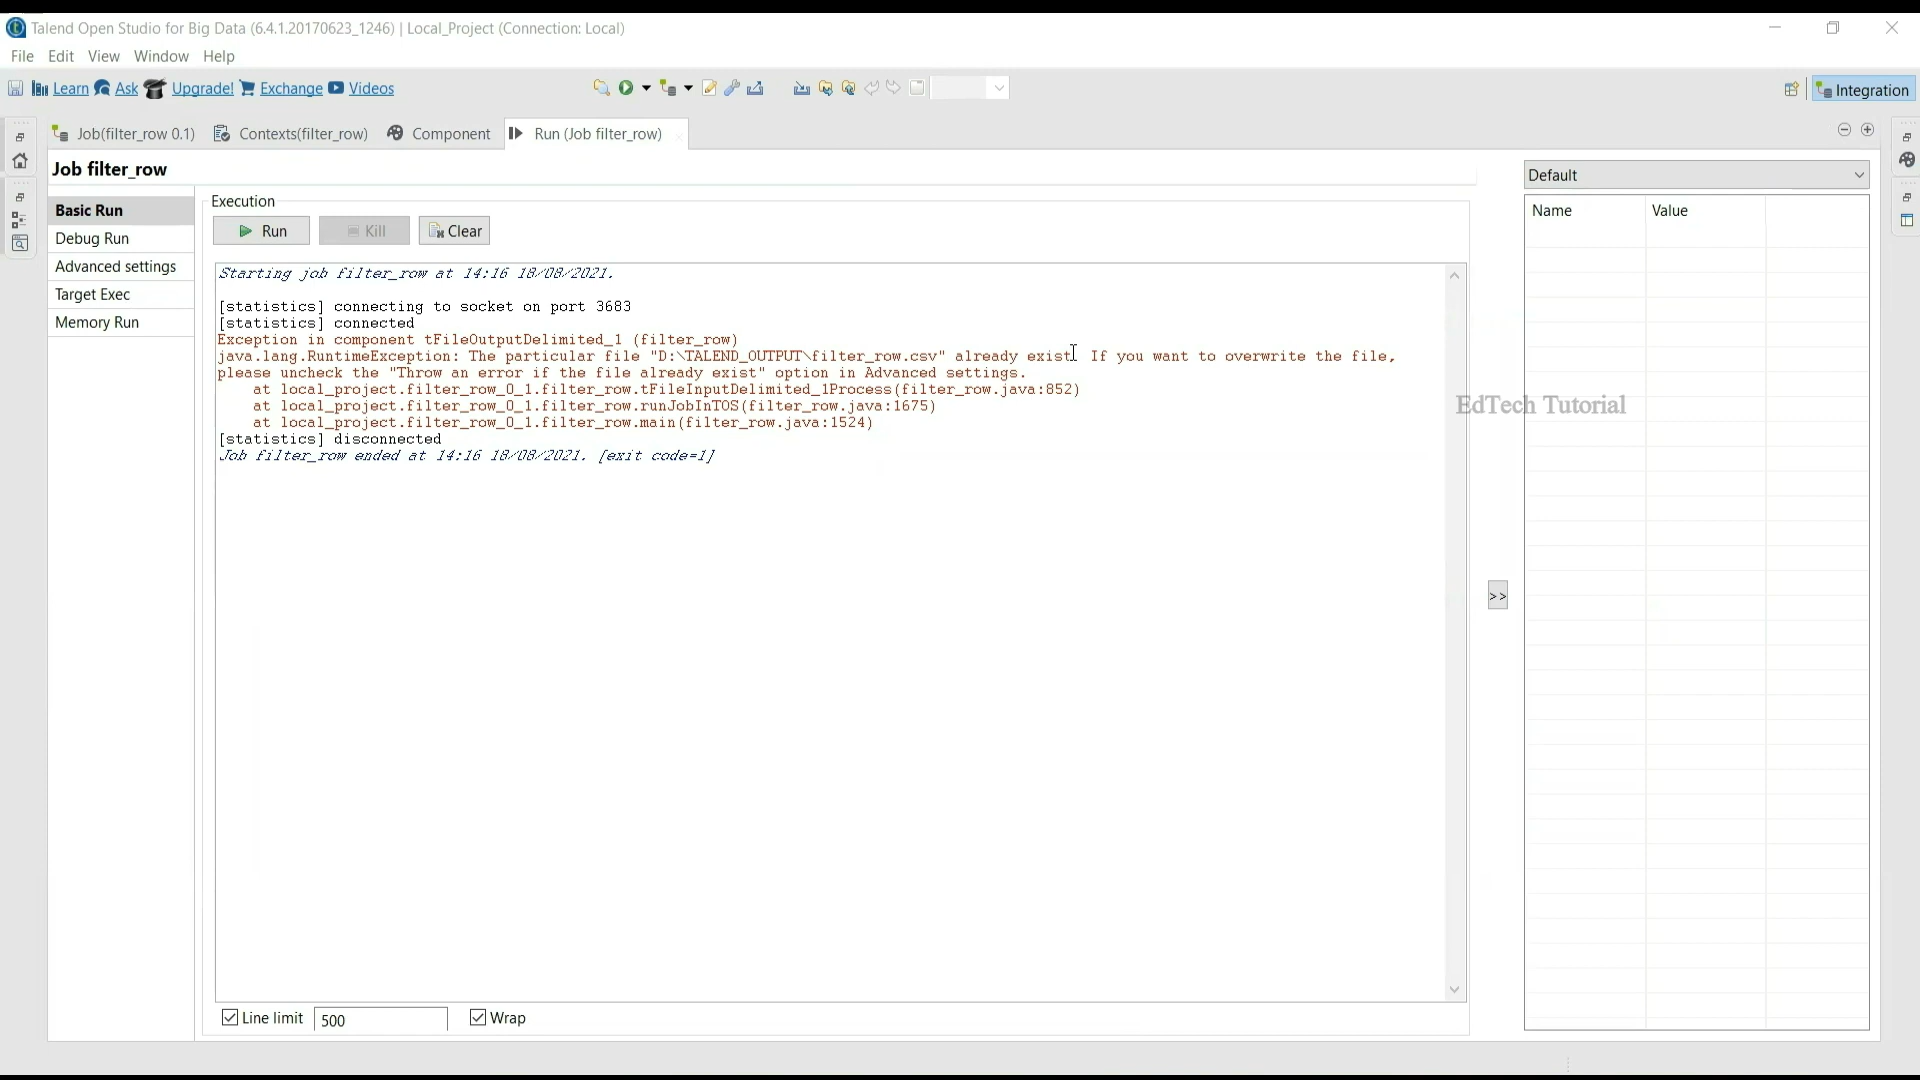 Talend Open Studio for Big Data (6.4.1.20170623_1246) | Local_Project (Connection: Local)
File Edit View Window Help
Learn Ask Upgrade! Exchange Videos
Integration
Job(filter_row 0.1) Contexts(filter_row) Component Run (Job filter_row)
Job filter_row
Default
Basic Run
Debug Run
Advanced settings
Target Exec
Memory Run
Execution
Run Kill Clear
Name Value
Starting job filter_row at 14:16 18/08/2021.
[statistics] connecting to socket on port 3683
[statistics] connected
Exception in component tFileOutputDelimited_1 (filter_row)
java.lang.RuntimeException: The particular file "D:\TALEND_OUTPUT\filter_row.csv" already exist. If you want to overwrite the file,
please uncheck the "Throw an error if the file already exist" option in Advanced settings.
at local_project.filter_row_0_1.filter_row.tFileInputDelimited_1Process(filter_row.java:852)
at local_project.filter_row_0_1.filter_row.runJobInTOS(filter_row.java:1675)
at local_project.filter_row_0_1.filter_row.main(filter_row.java:1524)
[statistics] disconnected
Job filter_row ended at 14:16 18/08/2021. [exit code=1]
EdTech Tutorial
>>
Line limit 500 Wrap